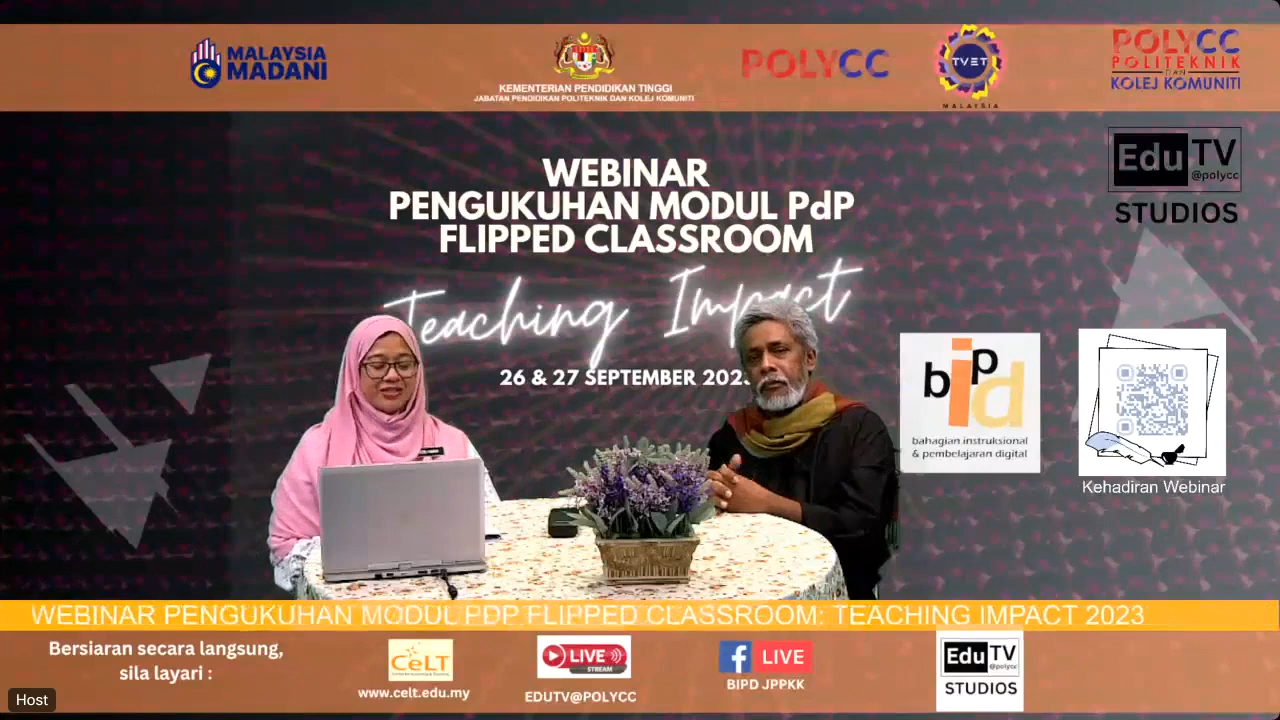 MALAYSIA
MADANI
KEMENTERIAN PENDIDIKAN TINGGI
JABATAN PENDIDIKAN POLITEKNIK DAN KOLEJ KOMUNITI
POLYCC
TVET
MALAYSIA
POLYCC
POLITEKNIK
DAN
KOLEJ KOMUNITI
EduTV
@polycc
STUDIOS
WEBINAR
PENGUKUHAN MODUL PdP
FLIPPED CLASSROOM
Teaching Impact
26 & 27 SEPTEMBER 2023
bipd
bahagian instruksional
& pembelajaran digital
Kehadiran Webinar
WEBINAR PENGUKUHAN MODUL PDP FLIPPED CLASSROOM: TEACHING IMPACT 2023
Bersiaran secara langsung,
sila layari :
CeLT
www.celt.edu.my
LIVE
STREAM
EDUTV@POLYCC
LIVE
BIPD JPPKK
EduTV
@polycc
STUDIOS
Host